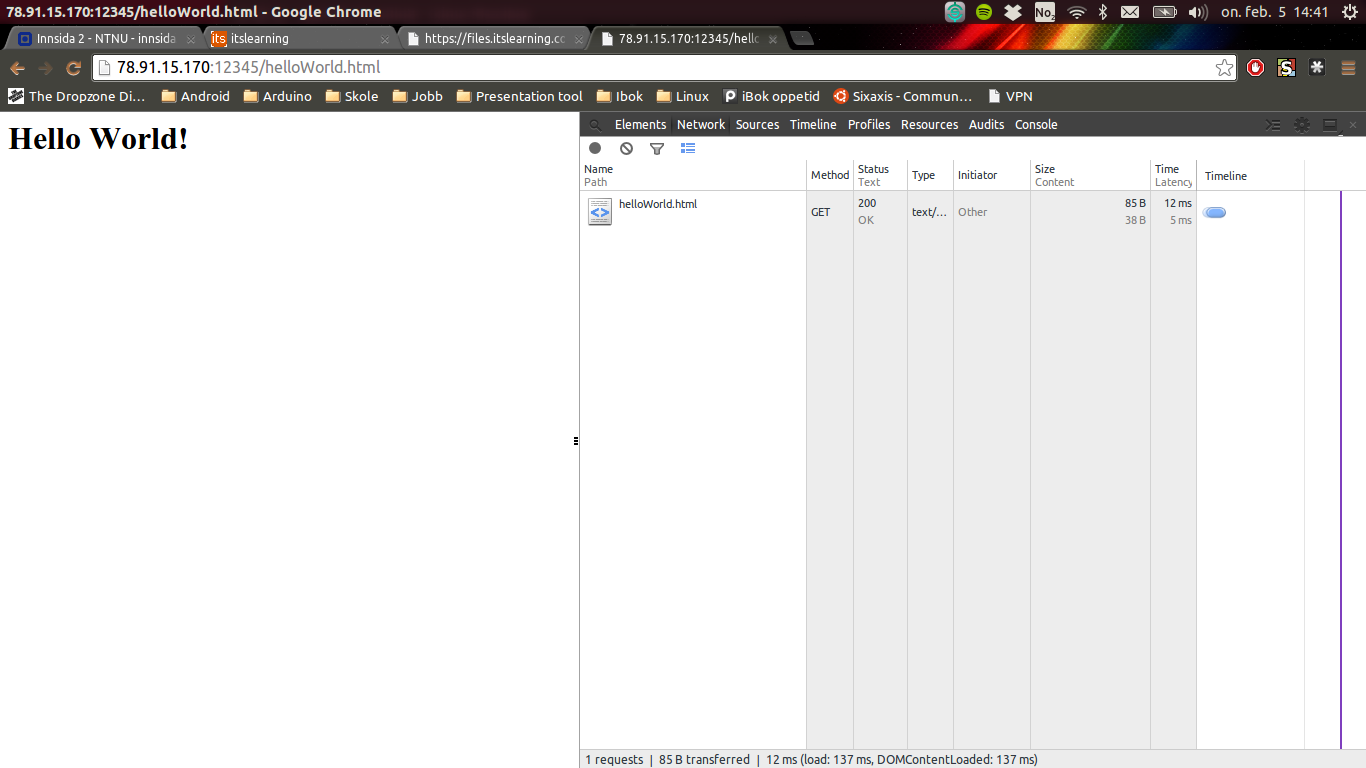 78.91.15.170:12345/helloWorld.html - Google Chrome
No2
on. feb. 5 14:41
Innsida 2 - NTNU - innsida
its itslearning
https://files.itslearning.co
78.91.15.170:12345/hello
78.91.15.170:12345/helloWorld.html
The Dropzone Di... Android Arduino Skole Jobb Presentation tool Ibok Linux iBok oppetid Sixaxis - Commun... VPN
Hello World!
Elements Network Sources Timeline Profiles Resources Audits Console
Name Method Status Type Initiator Size Time Timeline
Path Text Content Latency
helloWorld.html GET 200 text/... Other 85 B 12 ms
OK 38 B 5 ms
1 requests | 85 B transferred | 12 ms (load: 137 ms, DOMContentLoaded: 137 ms)